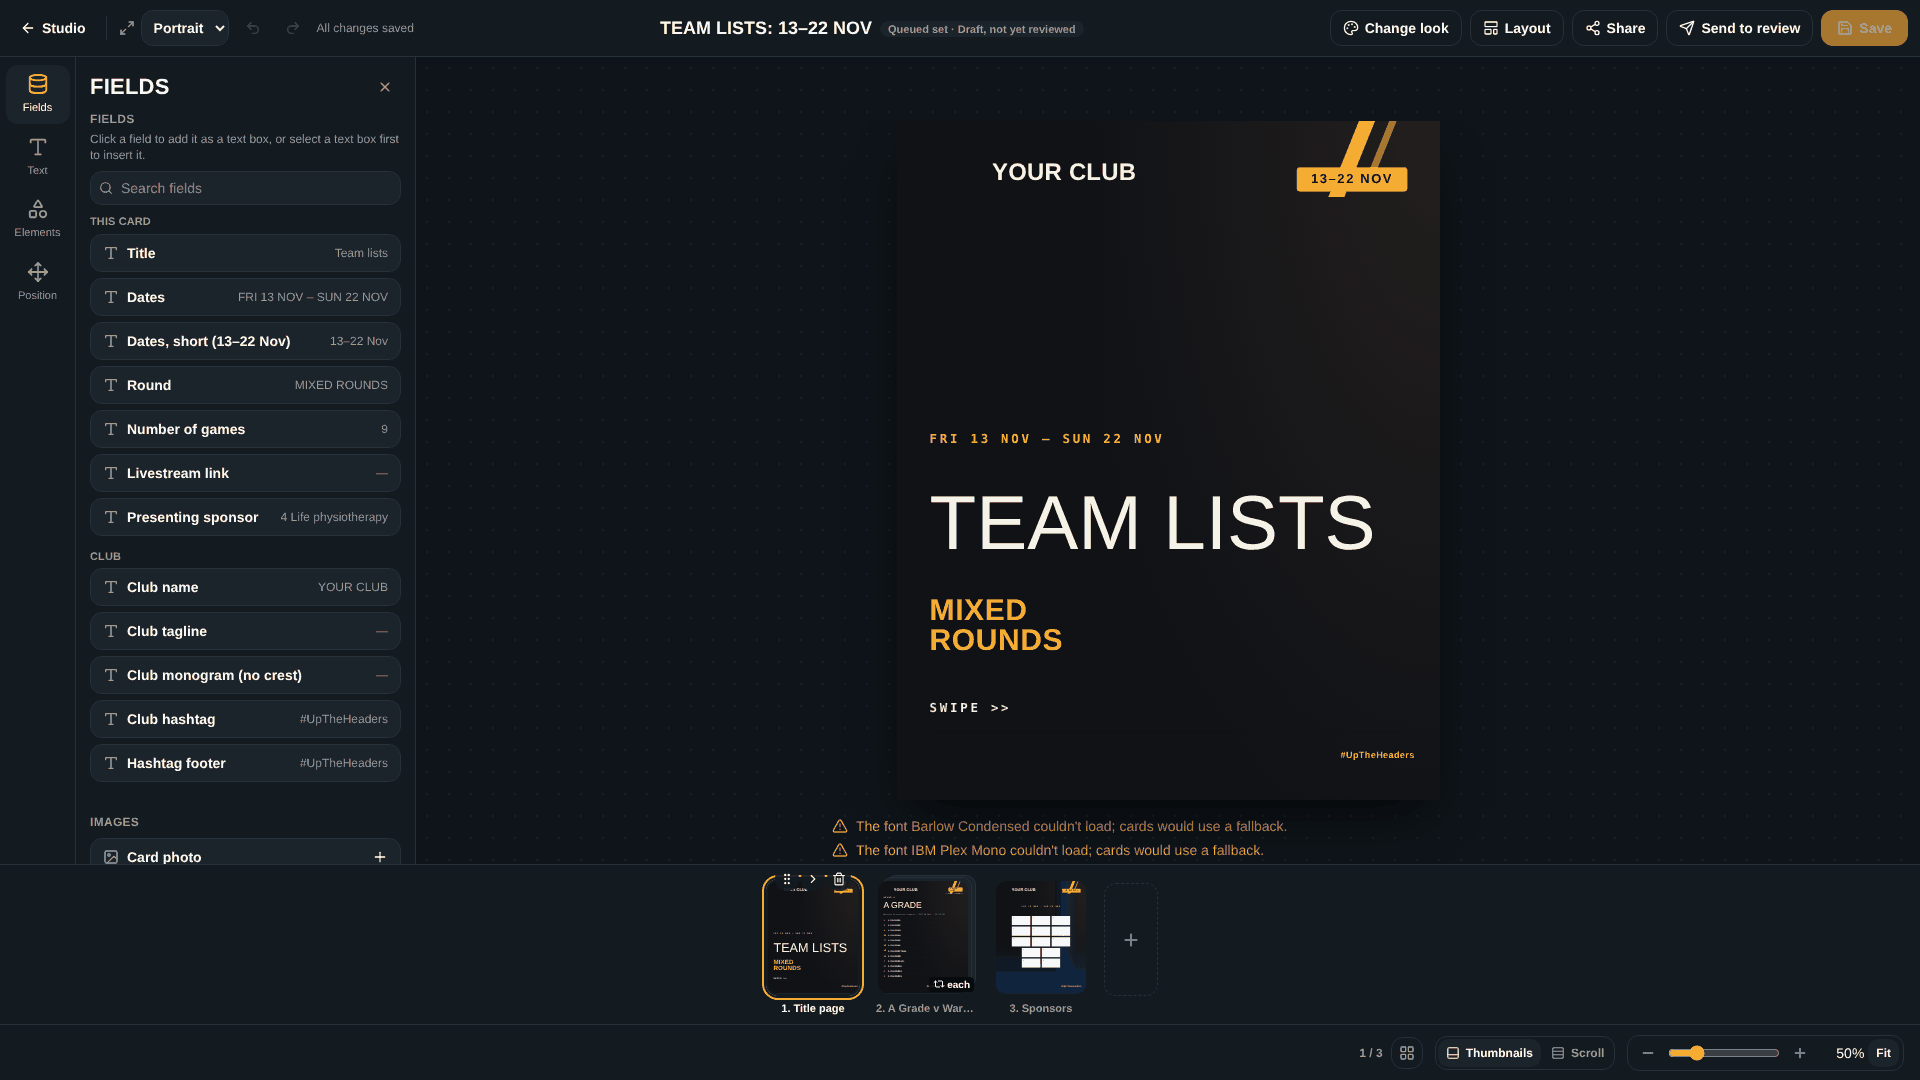 Studio
Portrait
All changes saved
TEAM LISTS: 13–22 NOV
Queued set · Draft, not yet reviewed
Change look
Layout
Share
Send to review
Save
Fields
Text
Elements
Position
FIELDS
FIELDS
Click a field to add it as a text box, or select a text box first
to insert it.
Search fields
THIS CARD
Title Team lists
Dates FRI 13 NOV – SUN 22 NOV
Dates, short (13–22 Nov) 13–22 Nov
Round MIXED ROUNDS
Number of games 9
Livestream link —
Presenting sponsor 4 Life physiotherapy
CLUB
Club name YOUR CLUB
Club tagline —
Club monogram (no crest) —
Club hashtag #UpTheHeaders
Hashtag footer #UpTheHeaders
IMAGES
Card photo
YOUR CLUB
13–22 NOV
FRI 13 NOV – SUN 22 NOV
TEAM LISTS
MIXED
ROUNDS
SWIPE >>
#UpTheHeaders
The font Barlow Condensed couldn't load; cards would use a fallback.
The font IBM Plex Mono couldn't load; cards would use a fallback.
TEAM LISTS
MIXED
ROUNDS
1. Title page
YOUR CLUB
A GRADE
each
2. A Grade v War...
YOUR CLUB
3. Sponsors
1 / 3
Thumbnails
Scroll
50%
Fit